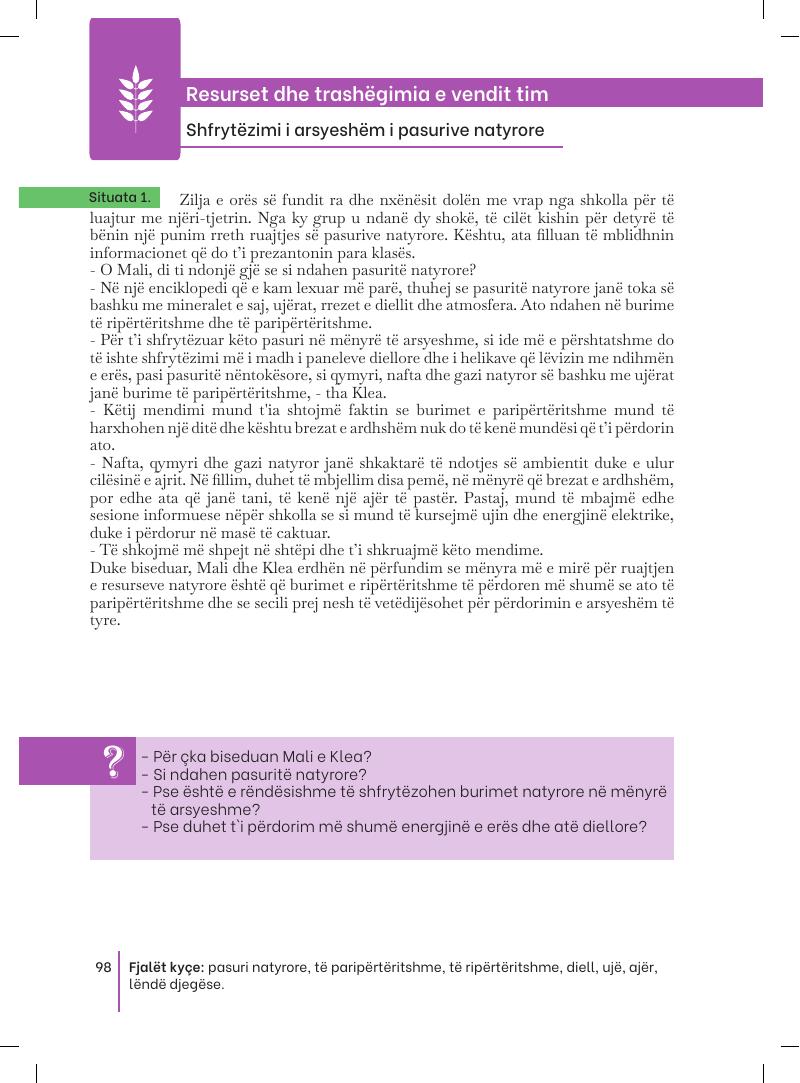 Resurset dhe trashëgimia e vendit tim
Shfrytëzimi i arsyeshëm i pasurive natyrore
Situata 1. Zilja e orës së fundit ra dhe nxënësit dolën me vrap nga shkolla për të
luajtur me njëri-tjetrin. Nga ky grup u ndanë dy shokë, të cilët kishin për detyrë të
bënin një punim rreth ruajtjes së pasurive natyrore. Kështu, ata filluan të mblidhnin
informacionet që do t’i prezantonin para klasës.
- O Mali, di ti ndonjë gjë se si ndahen pasuritë natyrore?
- Në një enciklopedi që e kam lexuar më parë, thuhej se pasuritë natyrore janë toka së
bashku me mineralet e saj, ujërat, rrezet e diellit dhe atmosfera. Ato ndahen në burime
të ripërtëritshme dhe të paripërtëritshme.
- Për t’i shfrytëzuar këto pasuri në mënyrë të arsyeshme, si ide më e përshtatshme do
të ishte shfrytëzimi më i madh i paneleve diellore dhe i helikave që lëvizin me ndihmën
e erës, pasi pasuritë nëntokësore, si qymyri, nafta dhe gazi natyror së bashku me ujërat
janë burime të paripërtëritshme, - tha Klea.
- Këtij mendimi mund t'ia shtojmë faktin se burimet e paripërtëritshme mund të
harxhohen një ditë dhe kështu brezat e ardhshëm nuk do të kenë mundësi që t’i përdorin
ato.
- Nafta, qymyri dhe gazi natyror janë shkaktarë të ndotjes së ambientit duke e ulur
cilësinë e ajrit. Në fillim, duhet të mbjellim disa pemë, në mënyrë që brezat e ardhshëm,
por edhe ata që janë tani, të kenë një ajër të pastër. Pastaj, mund të mbajmë edhe
sesione informuese nëpër shkolla se si mund të kursejmë ujin dhe energjinë elektrike,
duke i përdorur në masë të caktuar.
- Të shkojmë më shpejt në shtëpi dhe t’i shkruajmë këto mendime.
Duke biseduar, Mali dhe Klea erdhën në përfundim se mënyra më e mirë për ruajtjen
e resurseve natyrore është që burimet e ripërtëritshme të përdoren më shumë se ato të
paripërtëritshme dhe se secili prej nesh të vetëdijësohet për përdorimin e arsyeshëm të
tyre.
?
– Për çka biseduan Mali e Klea?
– Si ndahen pasuritë natyrore?
– Pse është e rëndësishme të shfrytëzohen burimet natyrore në mënyrë
të arsyeshme?
– Pse duhet t`i përdorim më shumë energjinë e erës dhe atë diellore?
98 Fjalët kyçe: pasuri natyrore, të paripërtëritshme, të ripërtëritshme, diell, ujë, ajër,
lëndë djegëse.